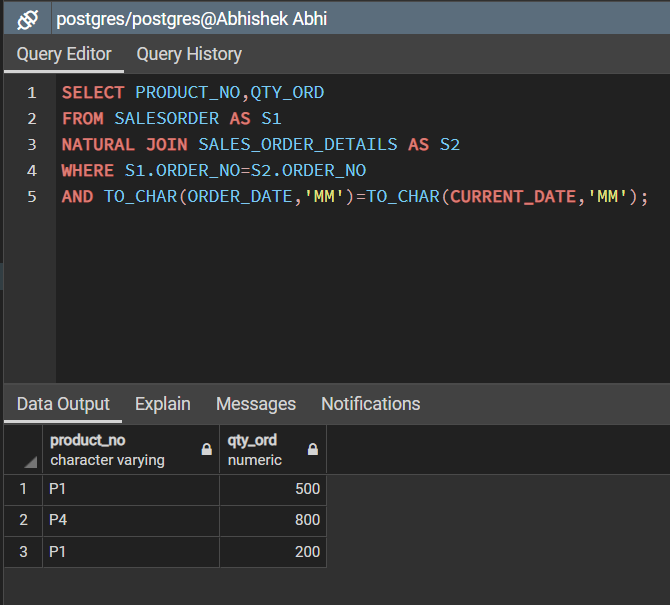 postgres/postgres@Abhishek Abhi
Query Editor Query History
1 SELECT PRODUCT_NO,QTY_ORD
2 FROM SALESORDER AS S1
3 NATURAL JOIN SALES_ORDER_DETAILS AS S2
4 WHERE S1.ORDER_NO=S2.ORDER_NO
5 AND TO_CHAR(ORDER_DATE,'MM')=TO_CHAR(CURRENT_DATE,'MM');
Data Output Explain Messages Notifications
product_no qty_ord
character varying numeric
1 P1 500
2 P4 800
3 P1 200